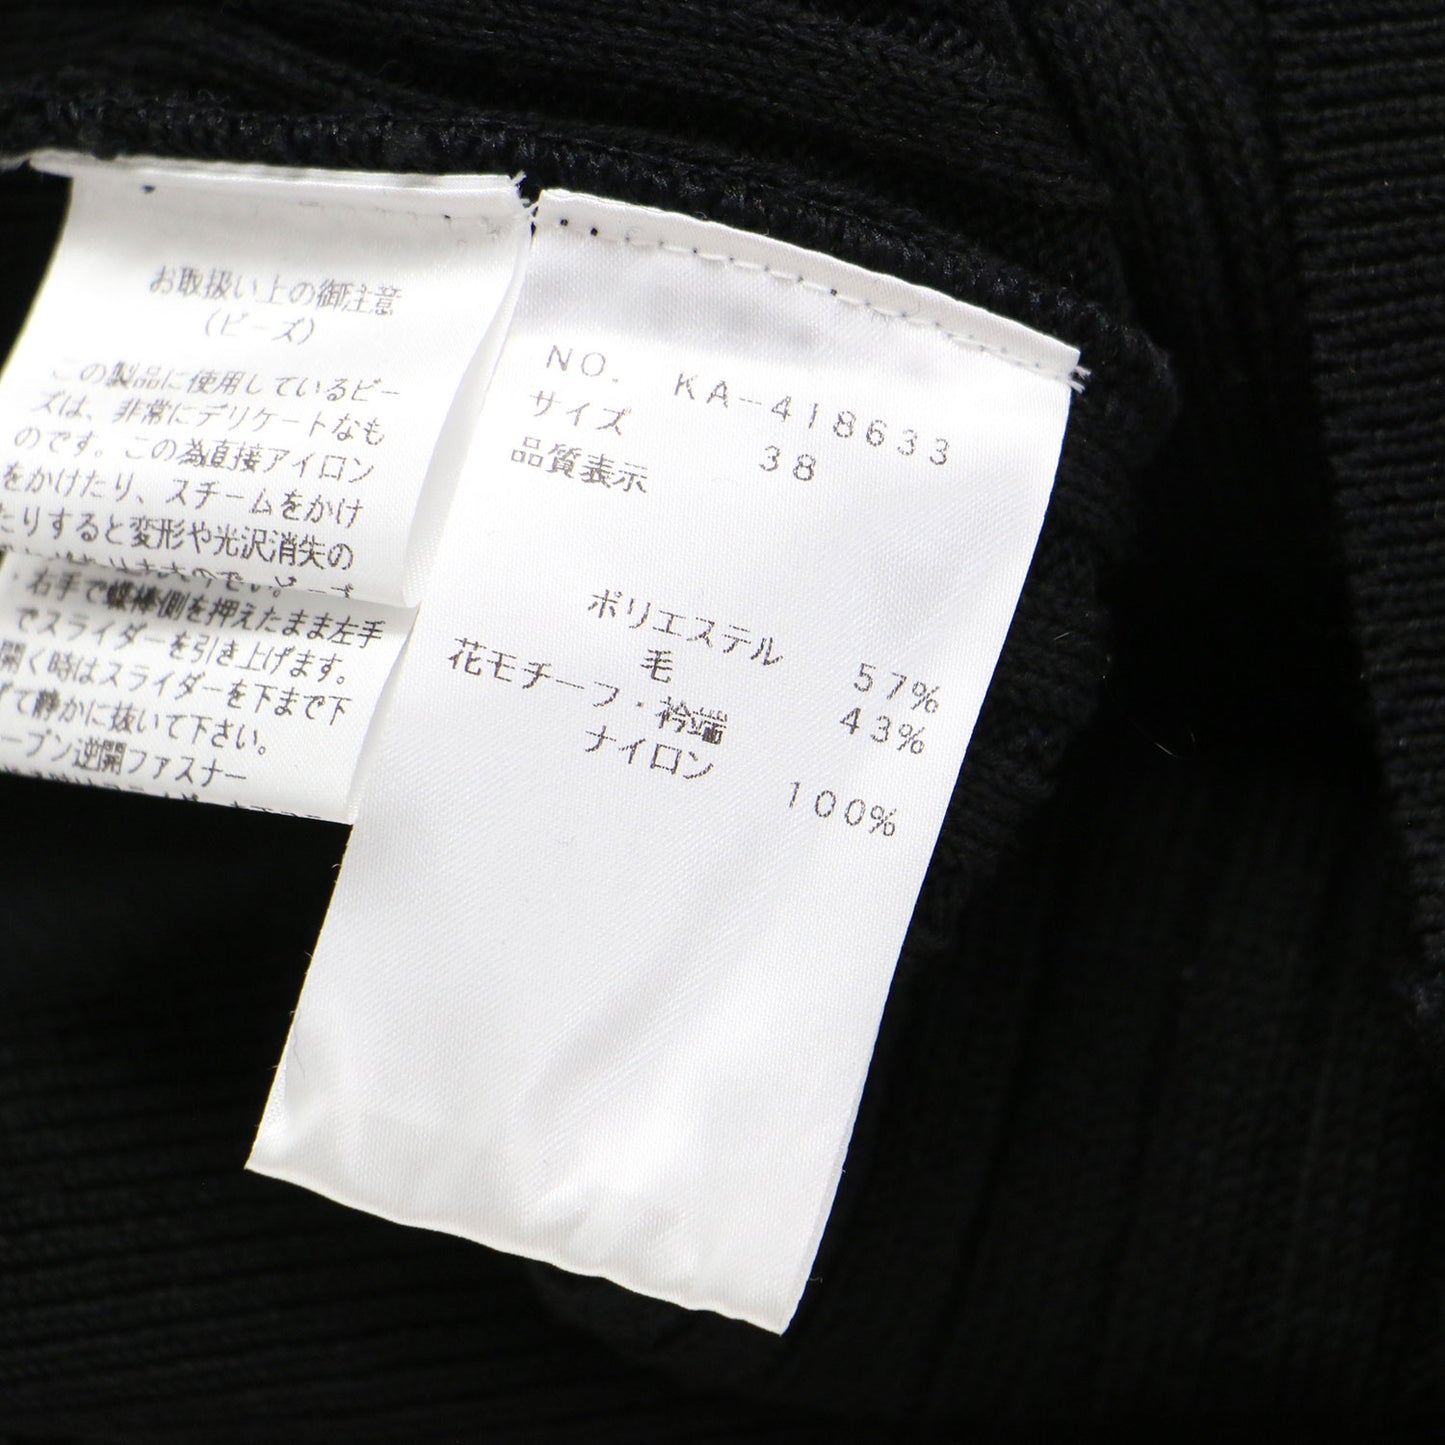 お取扱い上の御注意
(ビーズ)
この製品に使用しているビー
ズは、非常にデリケートなも
のです。この為直接アイロン
をかけたり、スチームをかけ
たりすると変形や光沢消失の
・右手で蝶棒側を押えたまま左手
でスライダーを引き上げます。
開く時はスライダーを下まで下
げて静かに抜いて下さい。
ープン逆開ファスナー
NO. KA-418633
サイズ 38
品質表示
ポリエステル 57%
毛 43%
花モチーフ・衿端
ナイロン 100%